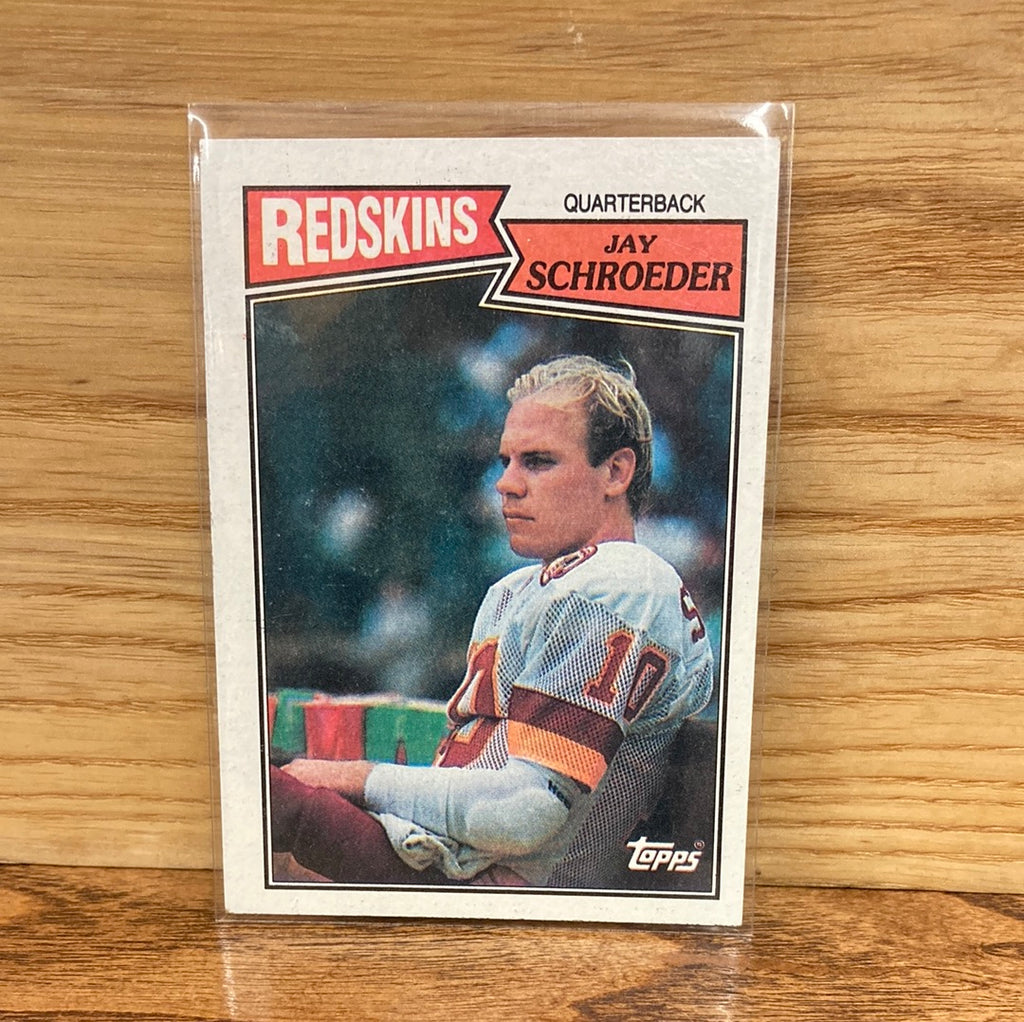 REDSKINS
QUARTERBACK
JAY
SCHROEDER
10
topps®